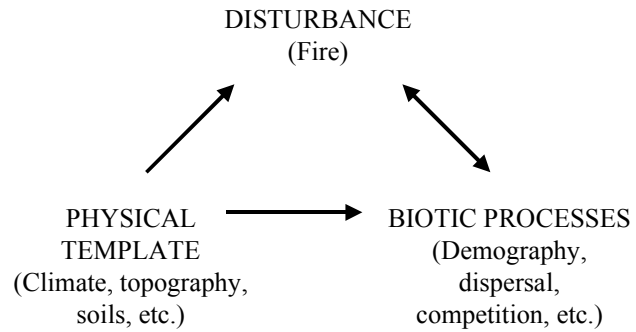 DISTURBANCE
(Fire)
PHYSICAL
TEMPLATE
(Climate, topography,
soils, etc.)
BIOTIC PROCESSES
(Demography,
dispersal,
competition, etc.)